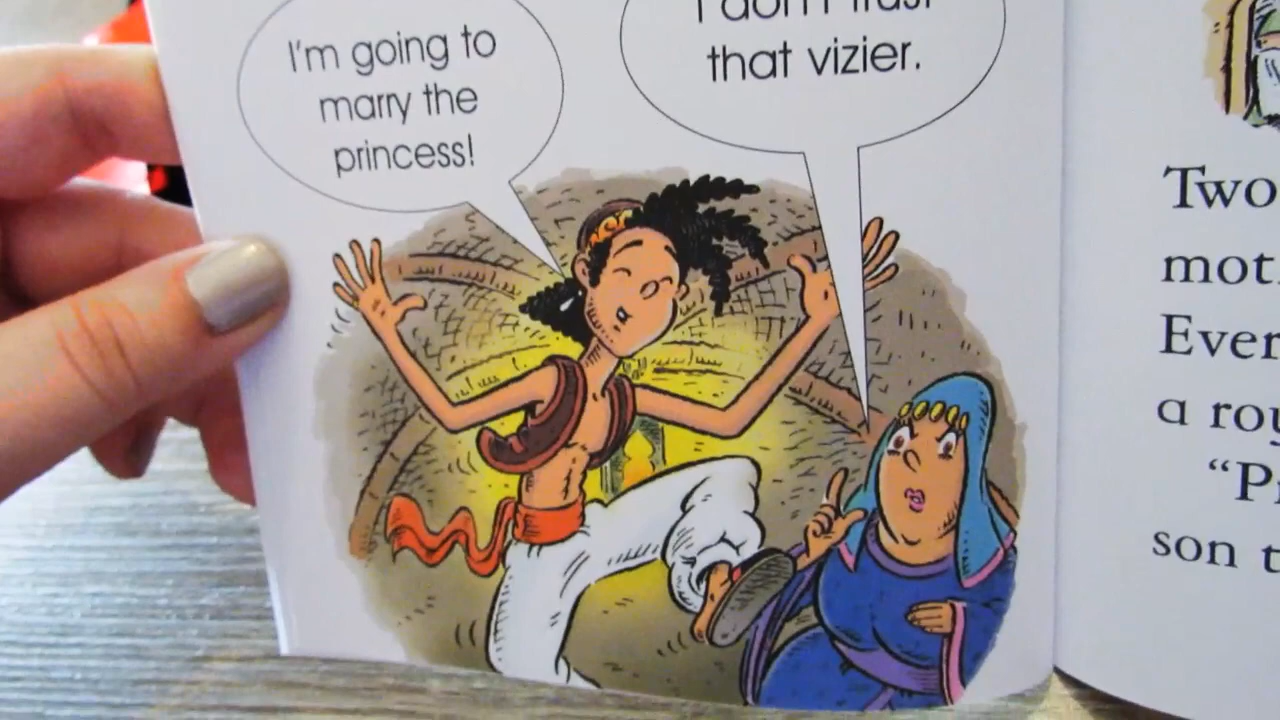 I'm going to
marry the
princess!
I don't trust
that vizier.
Two
mot
Ever
a roy
"P
son t